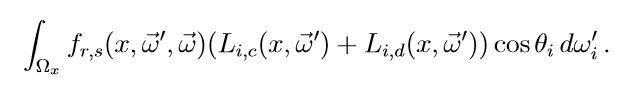 ∫_{Ω_x} f_{r,s}(x, ω⃗′, ω⃗)(L_{i,c}(x, ω⃗′) + L_{i,d}(x, ω⃗′)) cos θ_i dω′_i .